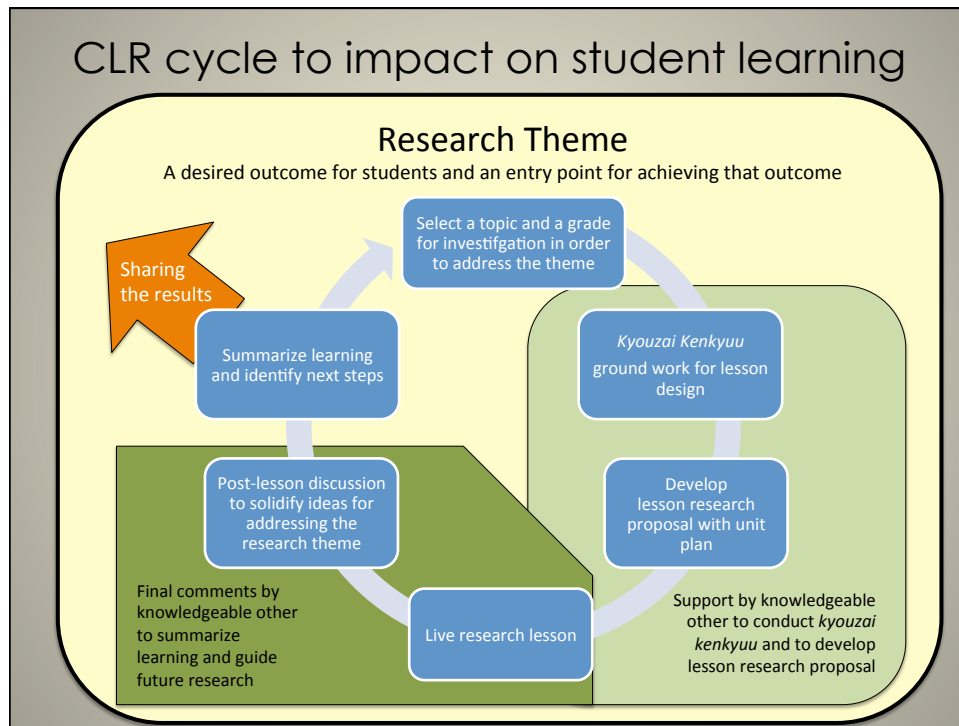 CLR cycle to impact on student learning
Research Theme
A desired outcome for students and an entry point for achieving that outcome
Select a topic and a grade
for investifgation in order
to address the theme
Kyouzai Kenkyuu
ground work for lesson
design
Develop
lesson research
proposal with unit
plan
Support by knowledgeable
other to conduct kyouzai
kenkyuu and to develop
lesson research proposal
Live research lesson
Post-lesson discussion
to solidify ideas for
addressing the
research theme
Final comments by
knowledgeable other
to summarize
learning and guide
future research
Summarize learning
and identify next steps
Sharing
the results